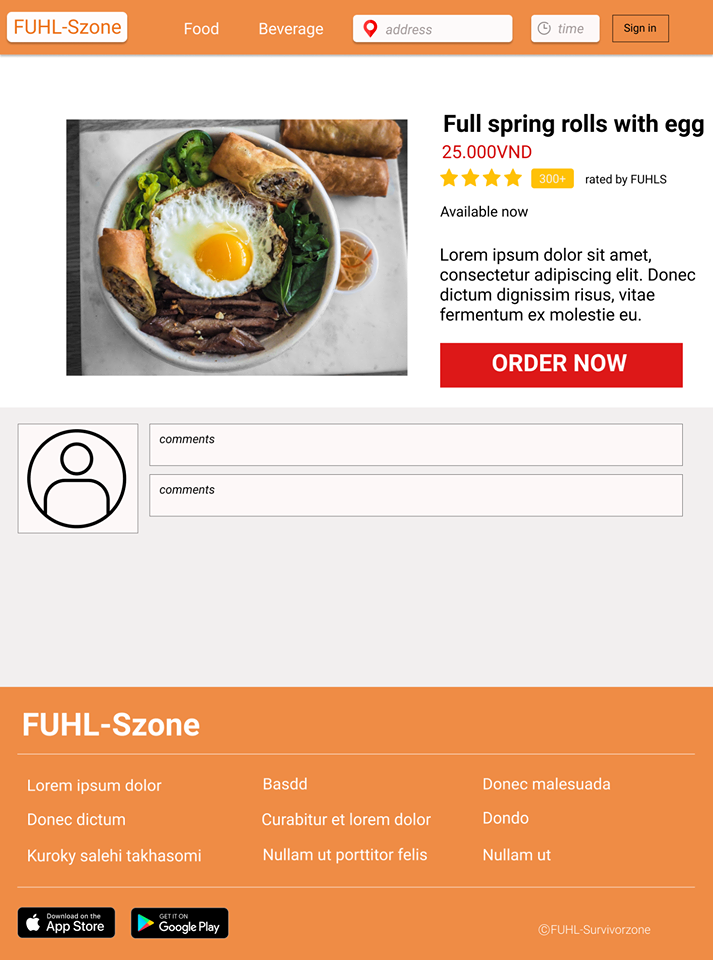 FUHL-Szone
Food
Beverage
address
time
Sign in
Full spring rolls with egg
25.000VND
300+
rated by FUHLS
Available now
Lorem ipsum dolor sit amet,
consectetur adipiscing elit. Donec
dictum dignissim risus, vitae
fermentum ex molestie eu.
ORDER NOW
comments
comments
FUHL-Szone
Lorem ipsum dolor
Basdd
Donec malesuada
Donec dictum
Curabitur et lorem dolor
Dondo
Kuroky salehi takhasomi
Nullam ut porttitor felis
Nullam ut
Download on the
App Store
GET IT ON
Google Play
©FUHL-Survivorzone